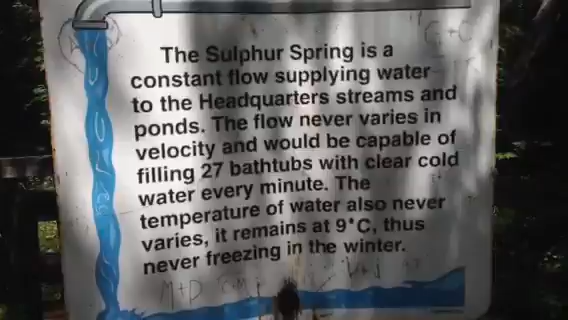 G+C
The Sulphur Spring is a
constant flow supplying water
to the Headquarters streams and
ponds. The flow never varies in
velocity and would be capable of
filling 27 bathtubs with clear cold
water every minute. The
temperature of water also never
varies, it remains at 9°C, thus
never freezing in the winter.
M+D